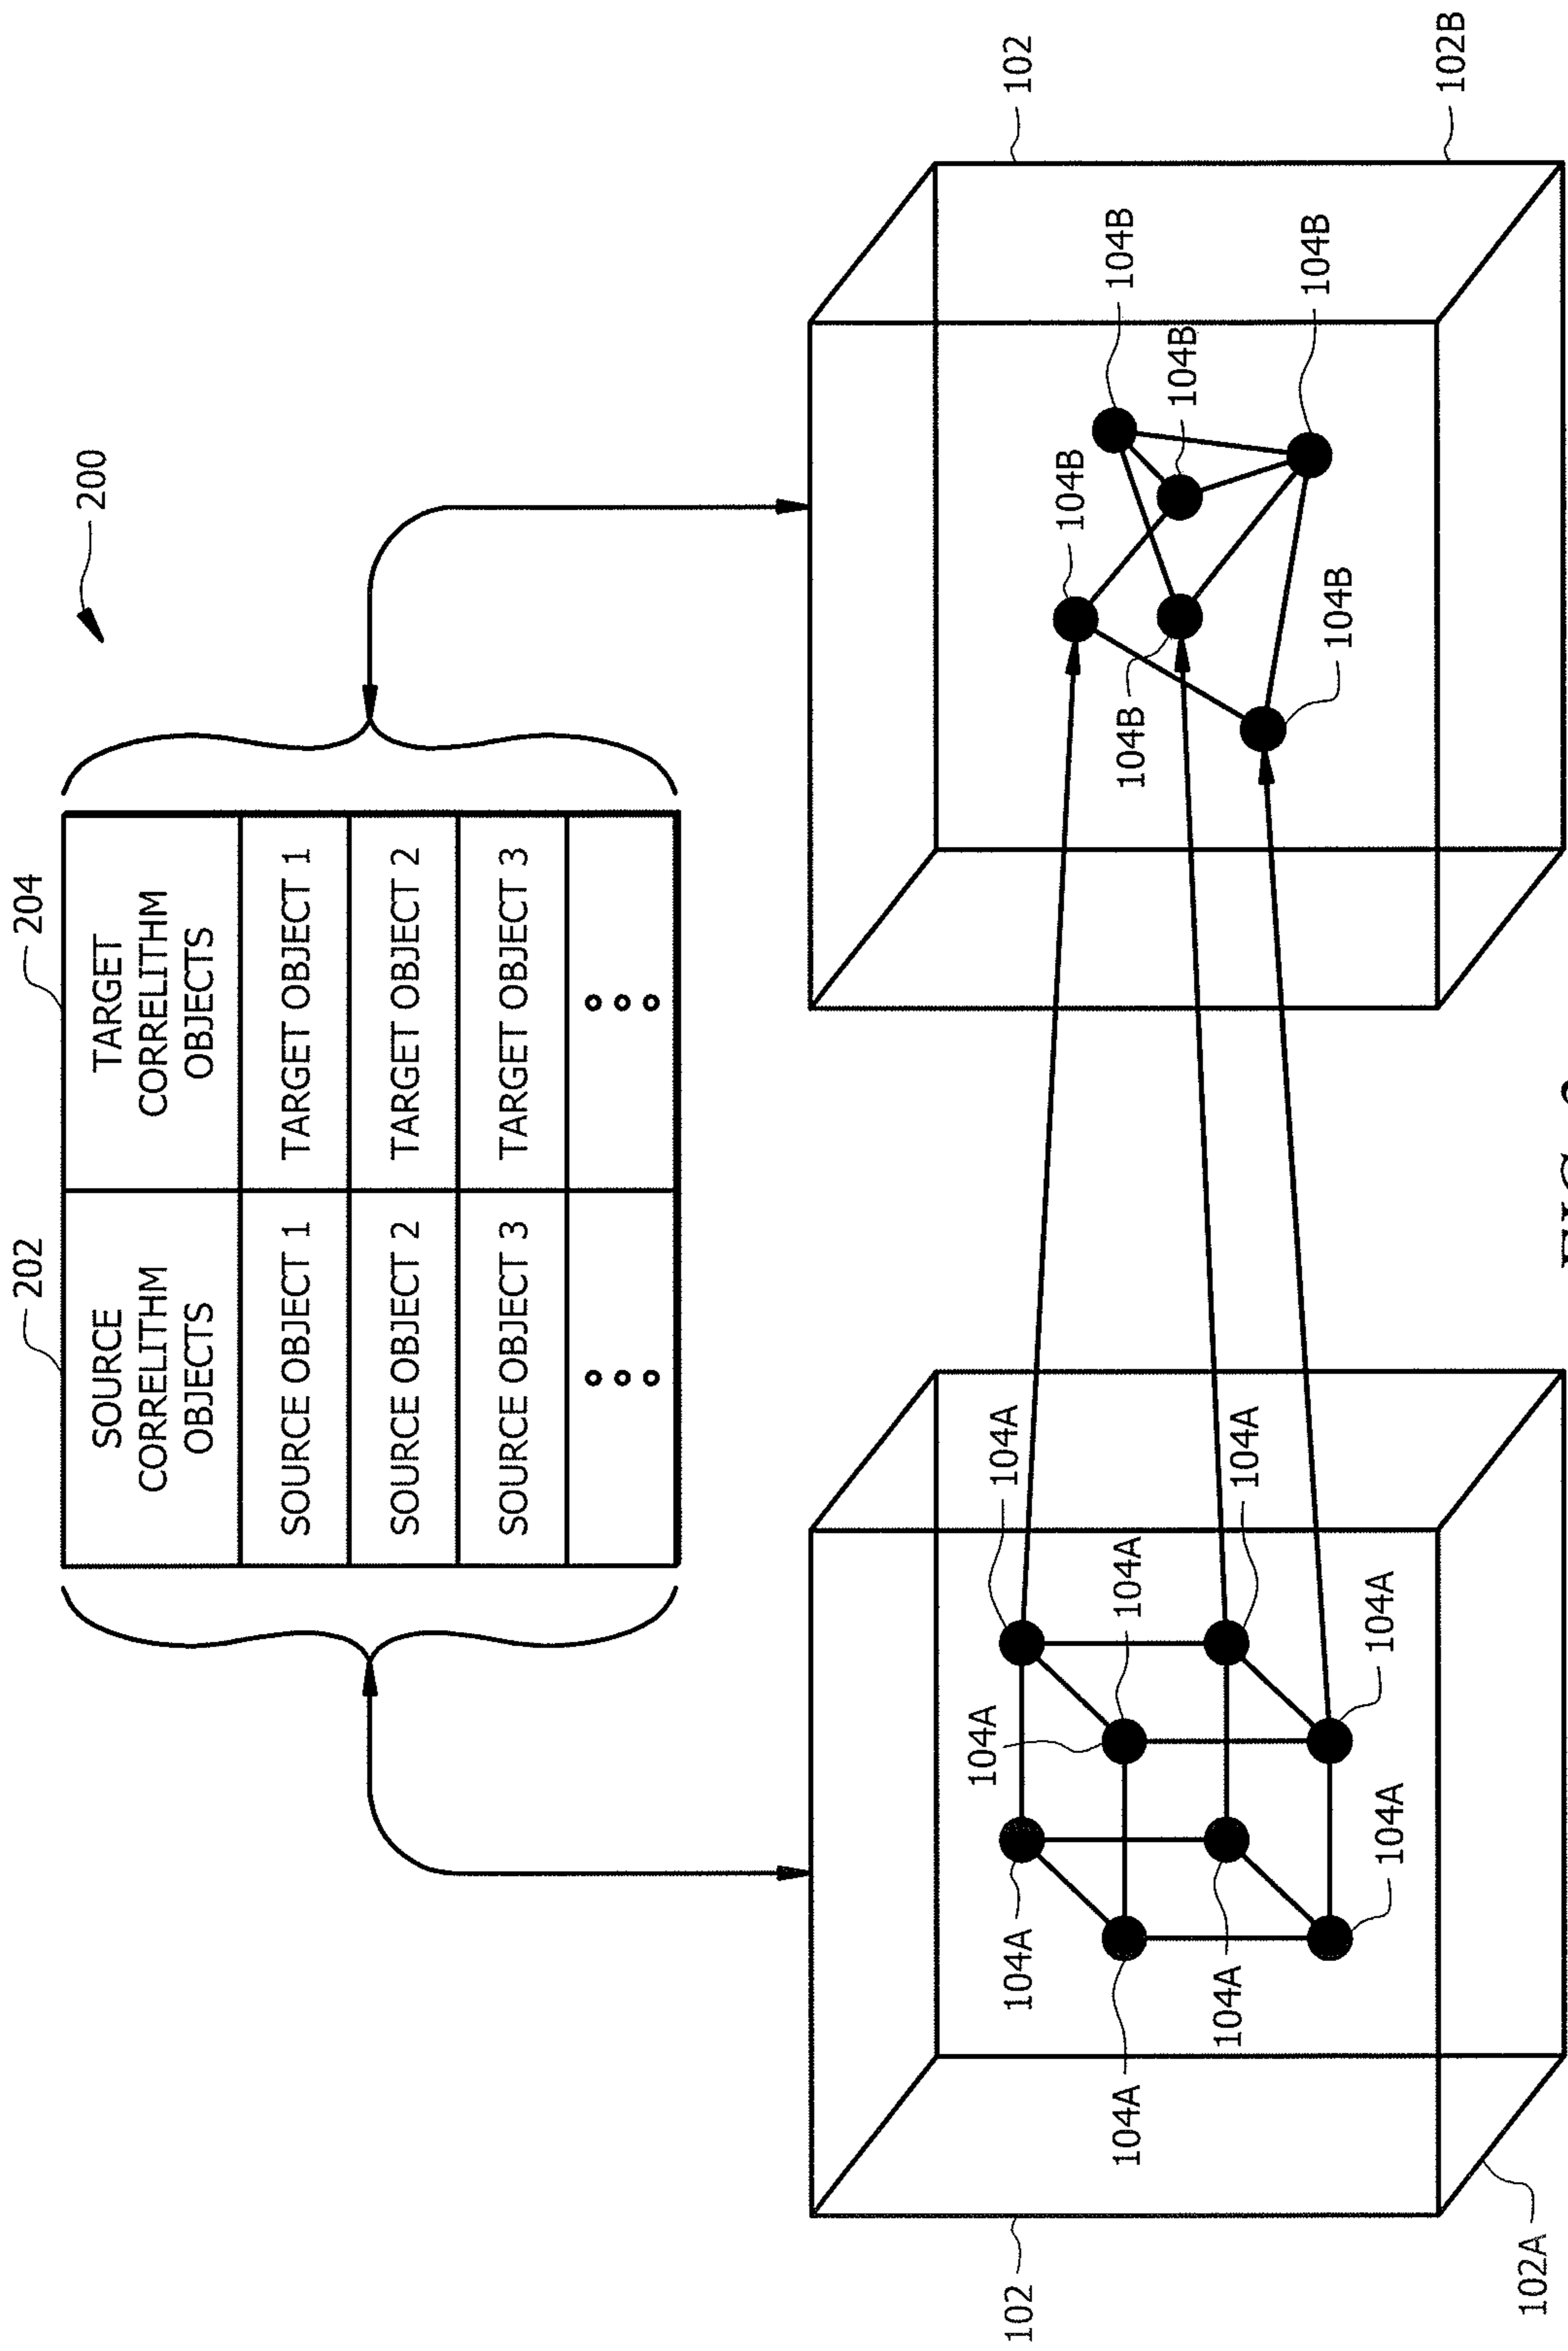 202
204
200
SOURCE
CORRELITHM
OBJECTS
TARGET
CORRELITHM
OBJECTS
SOURCE OBJECT 1
TARGET OBJECT 1
SOURCE OBJECT 2
TARGET OBJECT 2
SOURCE OBJECT 3
TARGET OBJECT 3
102
104A
104A
104A
104A
104A
104A
104A
104A
104A
102A
104B
104B
104B
104B
104B
104B
102
102B
FIG.